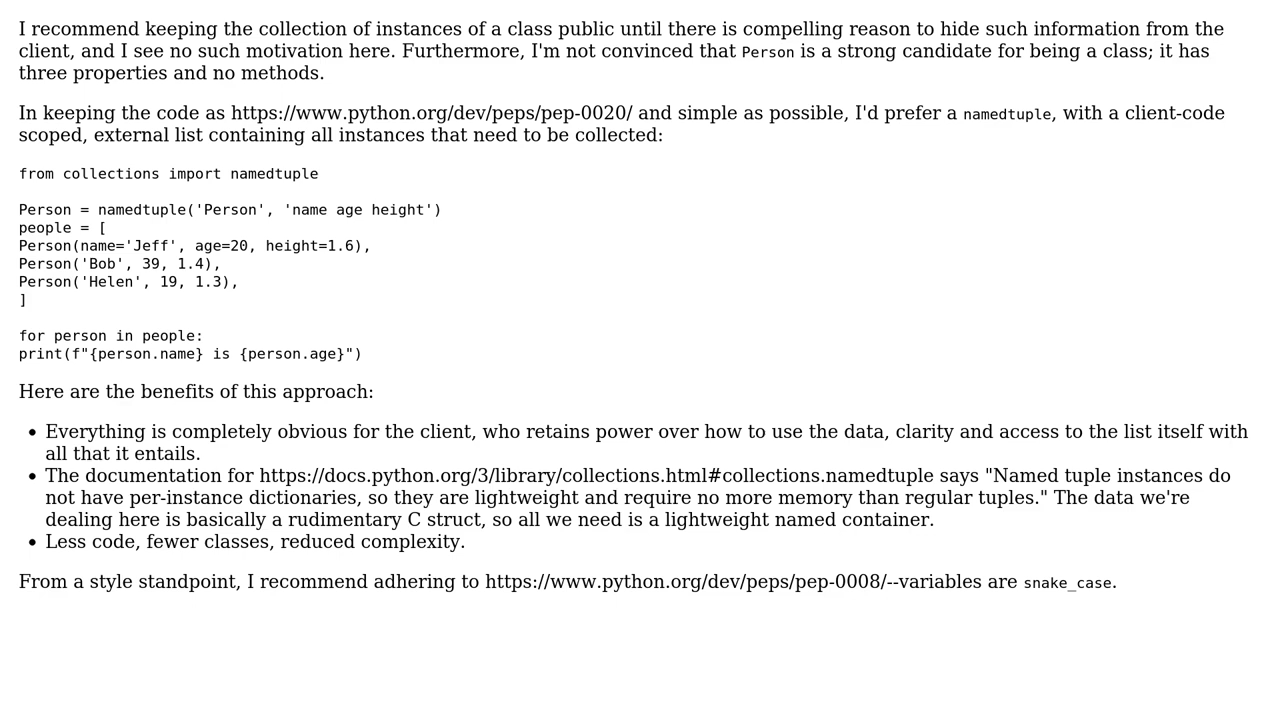 I recommend keeping the collection of instances of a class public until there is compelling reason to hide such information from the
client, and I see no such motivation here. Furthermore, I'm not convinced that Person is a strong candidate for being a class; it has
three properties and no methods.
In keeping the code as https://www.python.org/dev/peps/pep-0020/ and simple as possible, I'd prefer a namedtuple, with a client-code
scoped, external list containing all instances that need to be collected:
from collections import namedtuple
Person = namedtuple('Person', 'name age height')
people = [
Person(name='Jeff', age=20, height=1.6),
Person('Bob', 39, 1.4),
Person('Helen', 19, 1.3),
]
for person in people:
print(f"{person.name} is {person.age}")
Here are the benefits of this approach:
• Everything is completely obvious for the client, who retains power over how to use the data, clarity and access to the list itself with
all that it entails.
• The documentation for https://docs.python.org/3/library/collections.html#collections.namedtuple says "Named tuple instances do
not have per-instance dictionaries, so they are lightweight and require no more memory than regular tuples." The data we're
dealing here is basically a rudimentary C struct, so all we need is a lightweight named container.
• Less code, fewer classes, reduced complexity.
From a style standpoint, I recommend adhering to https://www.python.org/dev/peps/pep-0008/--variables are snake_case.